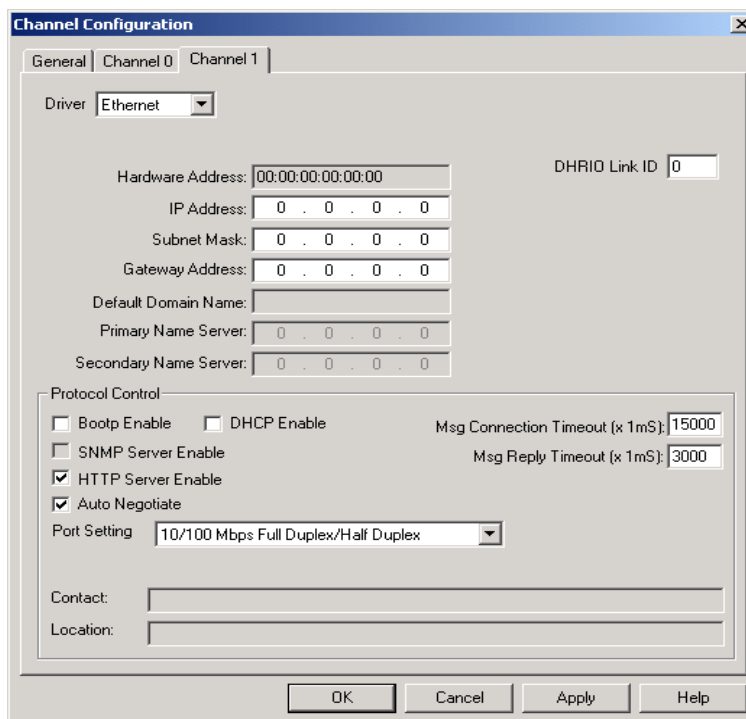 Channel Configuration
General Channel 0 Channel 1
Driver Ethernet
DHRIO Link ID 0
Hardware Address: 00:00:00:00:00:00
IP Address: 0 . 0 . 0 . 0
Subnet Mask: 0 . 0 . 0 . 0
Gateway Address: 0 . 0 . 0 . 0
Default Domain Name:
Primary Name Server: 0 . 0 . 0 . 0
Secondary Name Server: 0 . 0 . 0 . 0
Protocol Control
Bootp Enable DHCP Enable Msg Connection Timeout (x 1mS): 15000
SNMP Server Enable Msg Reply Timeout (x 1mS): 3000
HTTP Server Enable
Auto Negotiate
Port Setting 10/100 Mbps Full Duplex/Half Duplex
Contact:
Location:
OK Cancel Apply Help